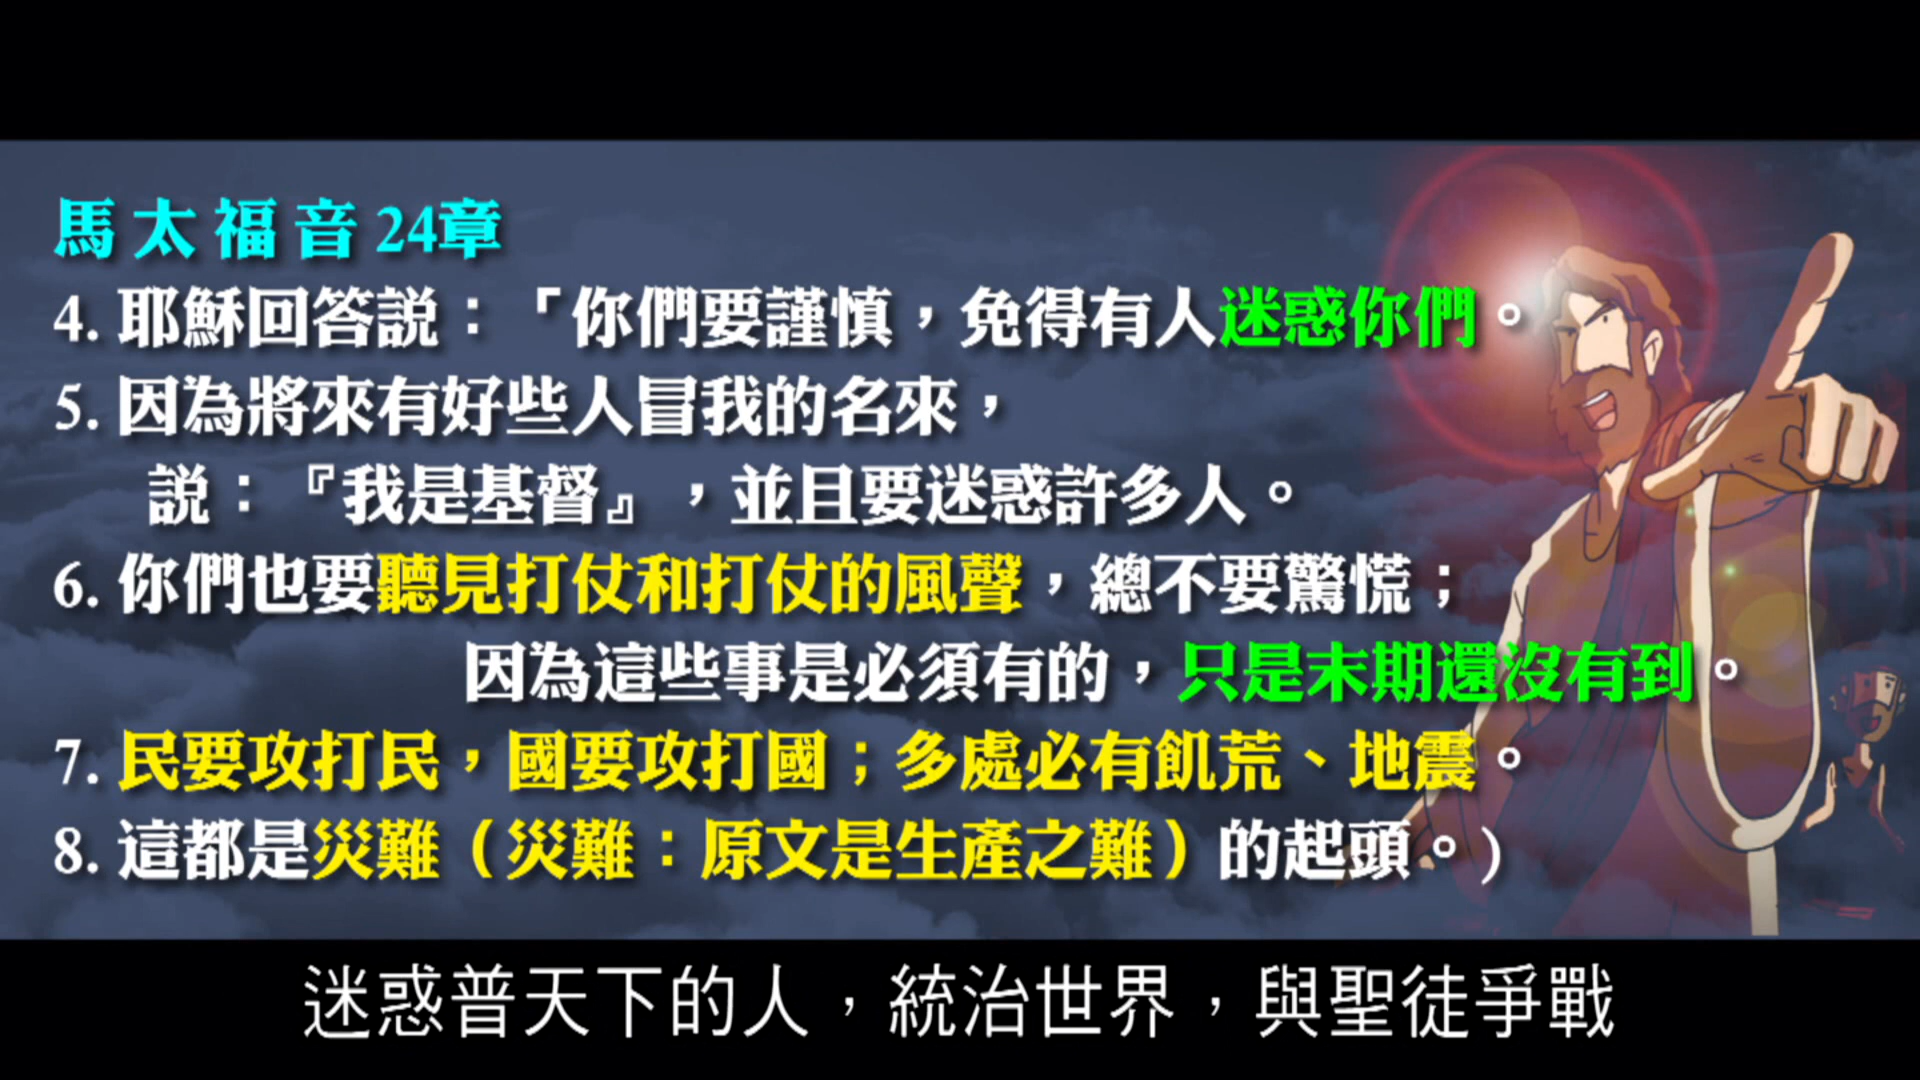 馬太福音24章
4. 耶穌回答説：「你們要謹慎，免得有人迷惑你們。
5. 因為將來有好些人冒我的名來，
説：『我是基督』，並且要迷惑許多人。
6. 你們也要聽見打仗和打仗的風聲，總不要驚慌；
因為這些事是必須有的，只是末期還沒有到。
7. 民要攻打民，國要攻打國；多處必有飢荒、地震。
8. 這都是災難（災難：原文是生產之難）的起頭。)
迷惑普天下的人，統治世界，與聖徒爭戰